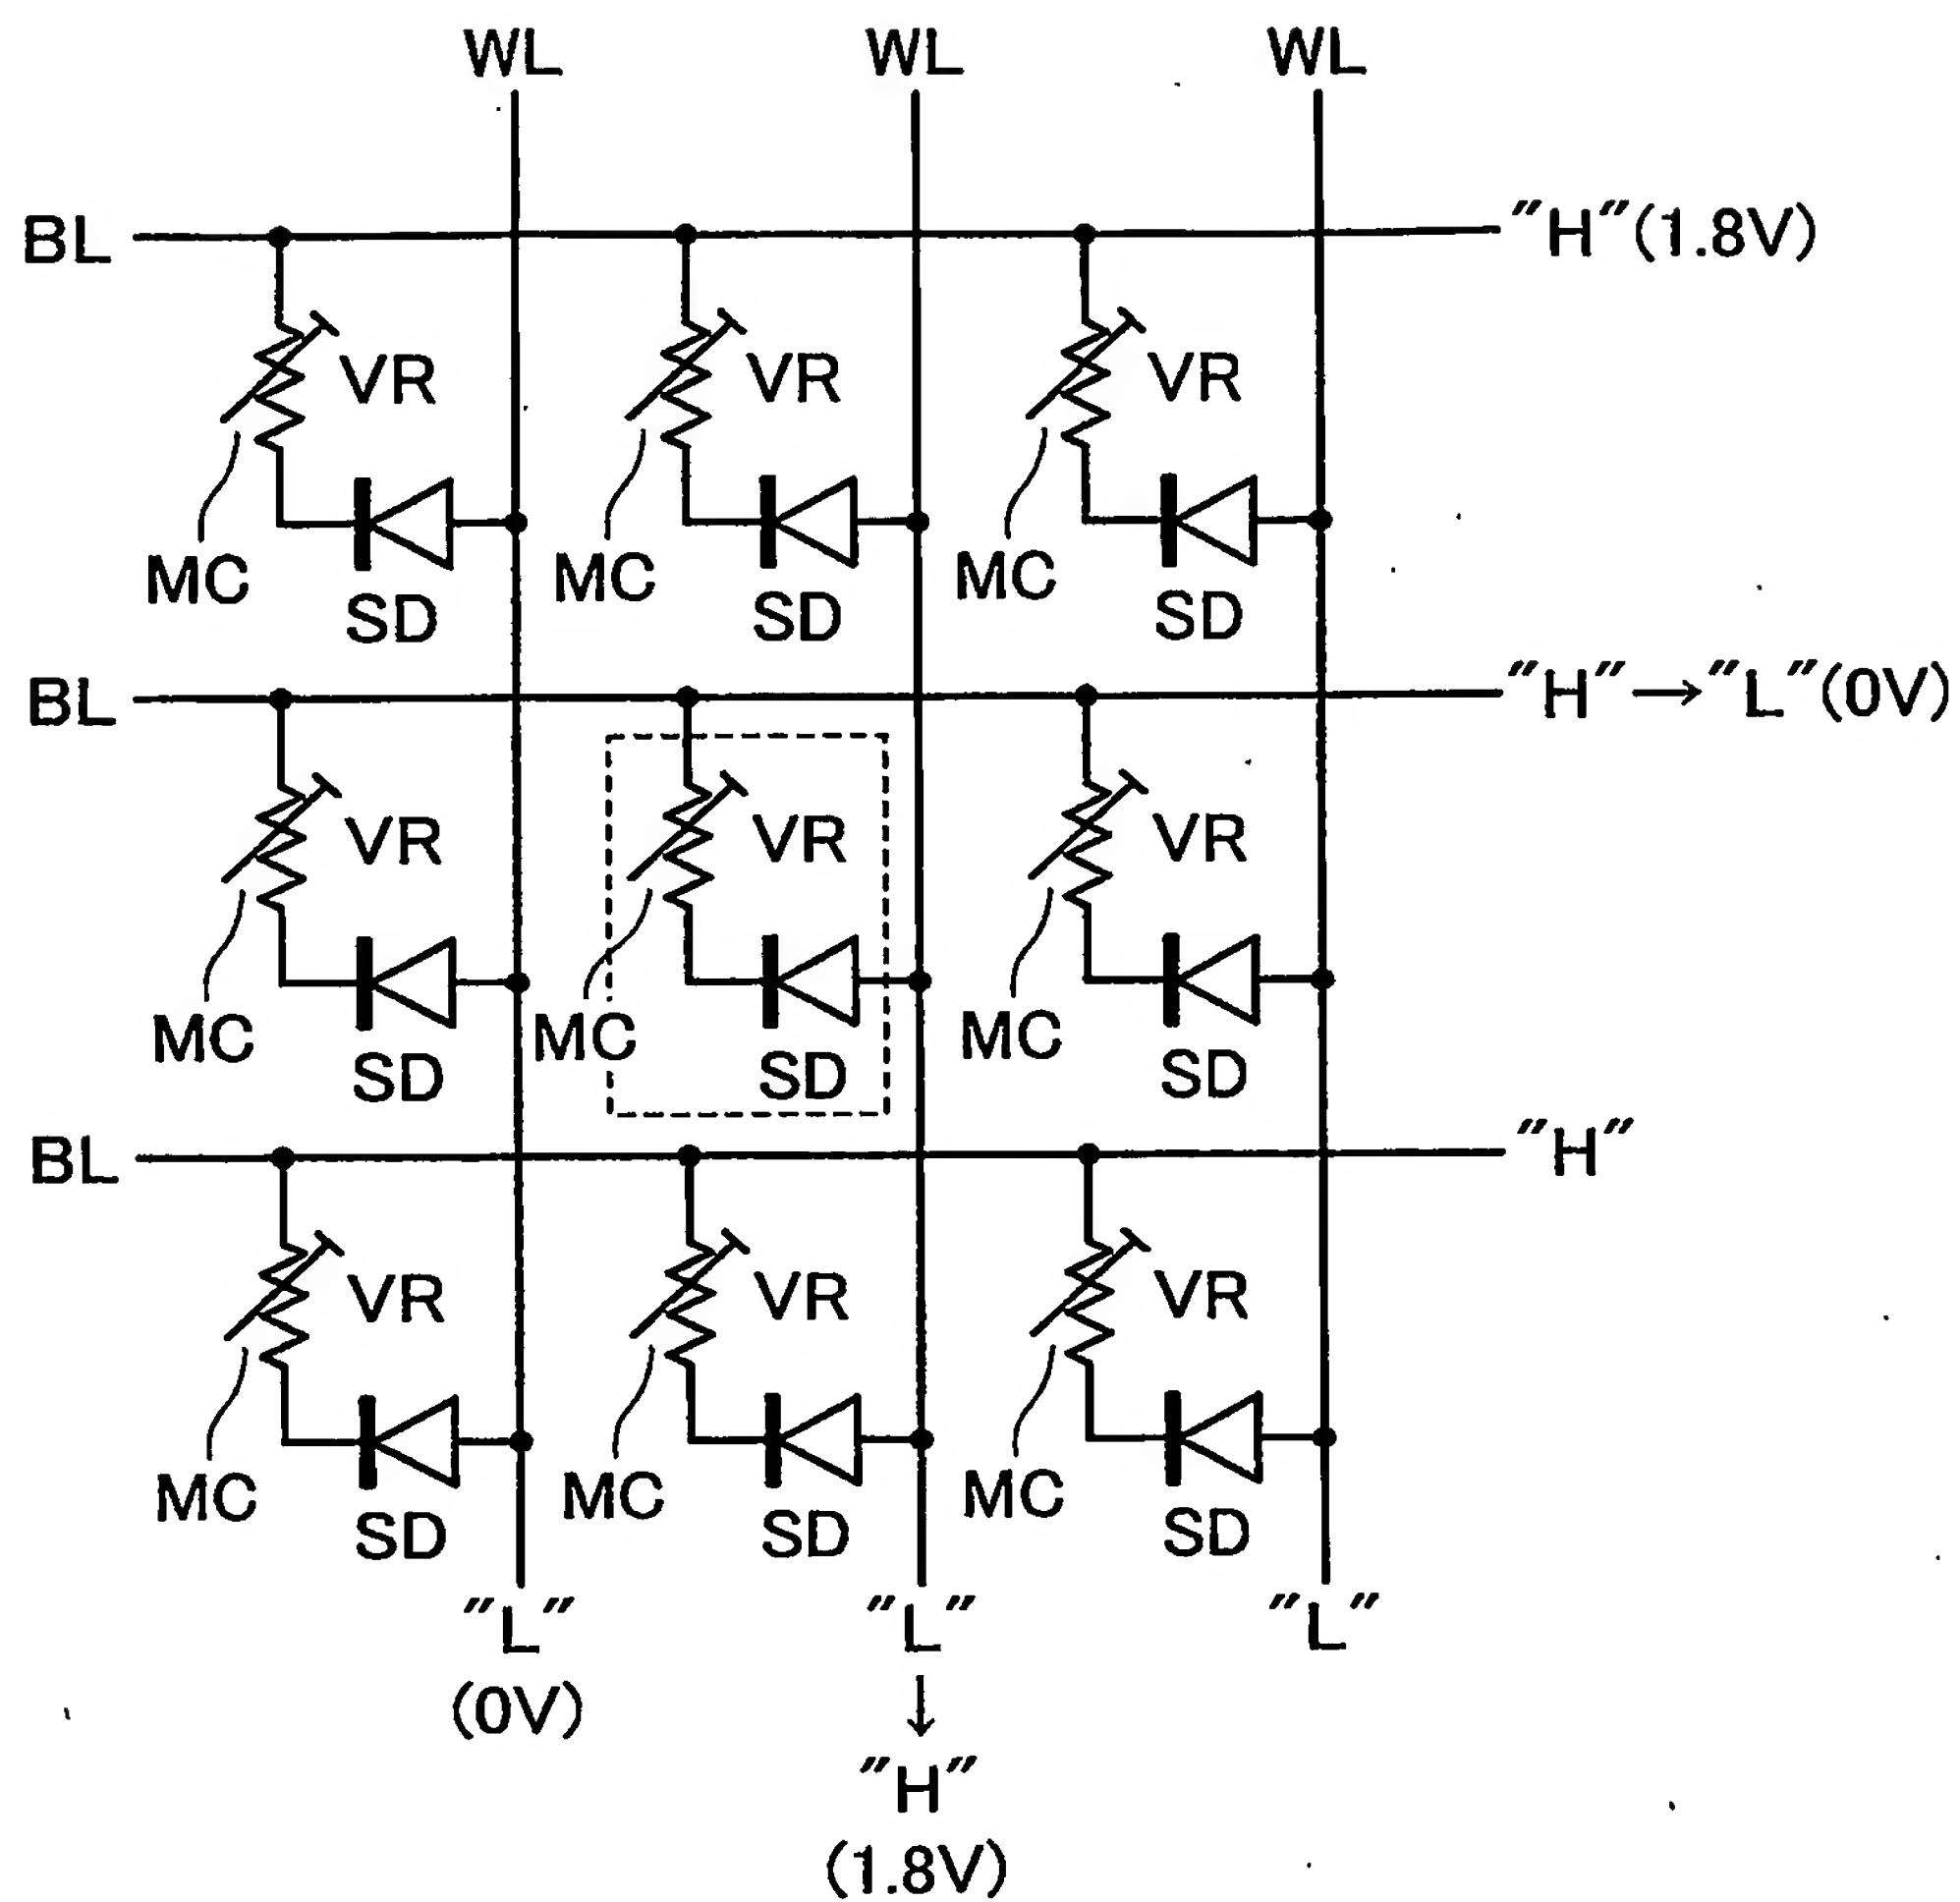 WL WL WL
BL "H"(1.8V)
VR VR VR
MC MC MC
SD SD SD
BL "H"→"L"(0V)
VR VR VR
MC MC MC
SD SD SD
BL "H"
VR VR VR
MC MC MC
SD SD SD
"L" "L" "L"
(0V) ↓
"H"
(1.8V)